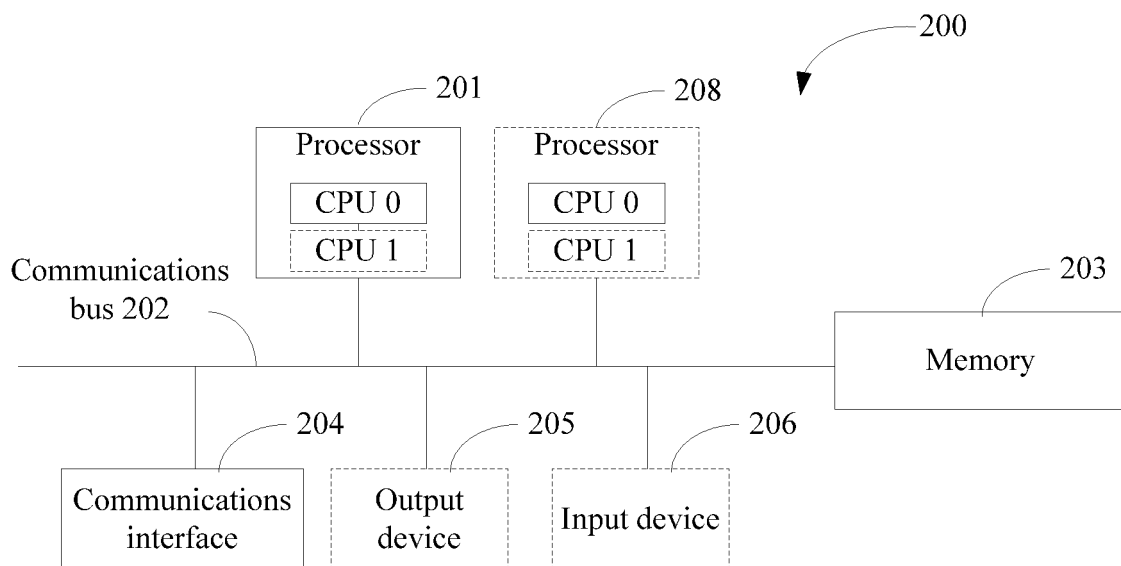 200
201
208
Processor
Processor
CPU 0
CPU 0
CPU 1
CPU 1
Communications
bus 202
203
Memory
204
205
206
Communications
interface
Output
device
Input device